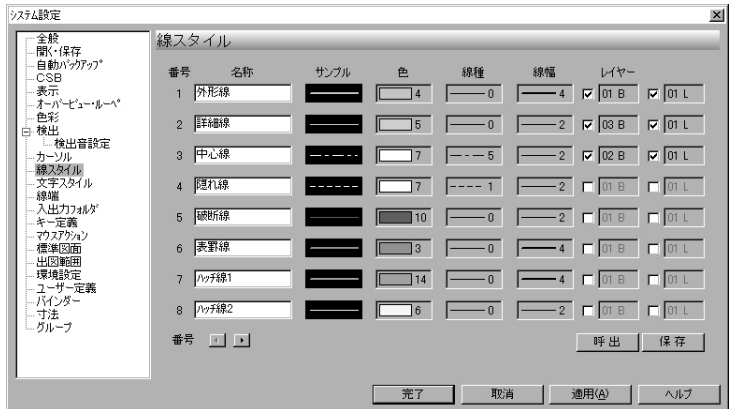 システム設定
全般
開く・保存
自動バックアップ
CSB
表示
オーバービュー・ルーペ
色彩
検出
検出音設定
カーソル
線スタイル
文字スタイル
線端
入出力フォルダ
キー定義
マウスアクション
標準図面
出図範囲
環境設定
ユーザー定義
バインダー
寸法
グループ
線スタイル
番号 名称 サンプル 色 線種 線幅 レイヤー
1 外形線 4 0 4 01 B 01 L
2 詳細線 5 0 2 03 B 01 L
3 中心線 7 5 2 02 B 01 L
4 隠れ線 7 1 2 01 B 01 L
5 破断線 10 0 2 01 B 01 L
6 表罫線 3 0 4 01 B 01 L
7 ハッチ線1 14 0 4 01 B 01 L
8 ハッチ線2 6 0 2 01 B 01 L
番号 呼出 保存
完了 取消 適用(A) ヘルプ